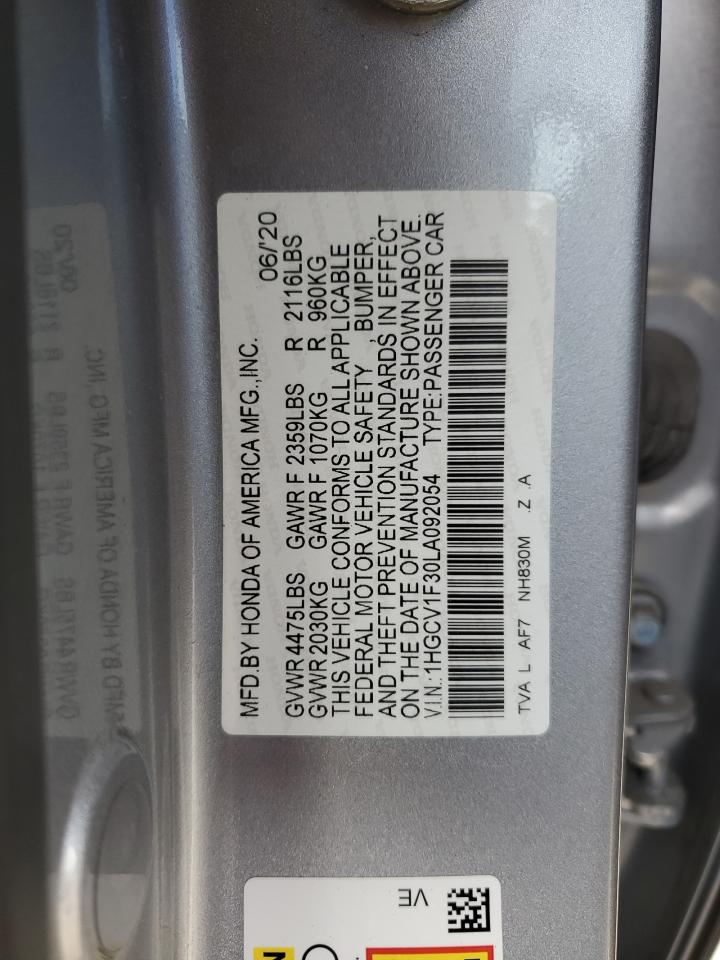 MFD.BY HONDA OF AMERICA MFG.,INC. 06/'20
GVWR 4475LBS GAWR F 2359LBS R 2116LBS
GVWR 2030KG GAWR F 1070KG R 960KG
THIS VEHICLE CONFORMS TO ALL APPLICABLE
FEDERAL MOTOR VEHICLE SAFETY , BUMPER,
AND THEFT PREVENTION STANDARDS IN EFFECT
ON THE DATE OF MANUFACTURE SHOWN ABOVE.
V.I.N.: 1HGCV1F30LA092054 TYPE:PASSENGER CAR
TVA L AF7 NH830M .Z .A
VE